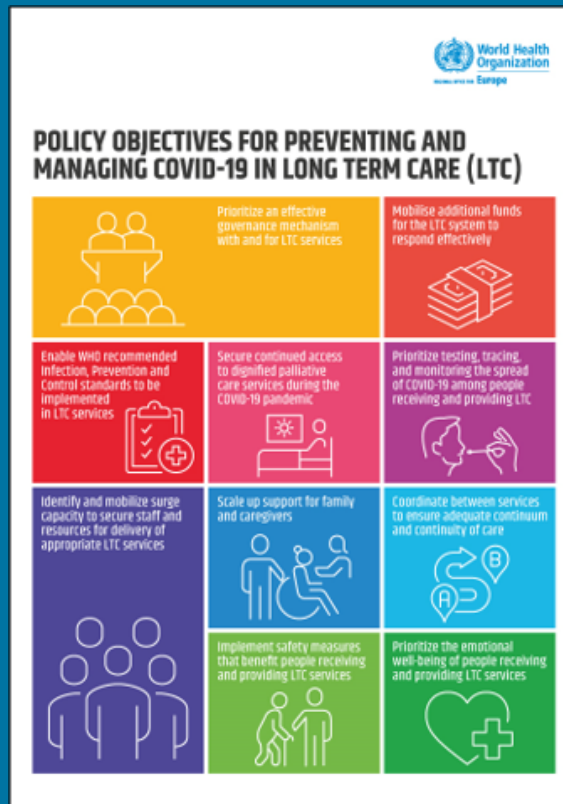 World Health
Organization
REGIONAL OFFICE FOR Europe
POLICY OBJECTIVES FOR PREVENTING AND
MANAGING COVID-19 IN LONG TERM CARE (LTC)
Prioritize an effective
governance mechanism
with and for LTC services
Mobilise additional funds
for the LTC system to
respond effectively
Enable WHO recommended
Infection, Prevention and
Control standards to be
implemented
in LTC services
Secure continued access
to dignified palliative
care services during the
COVID-19 pandemic
Prioritize testing, tracing,
and monitoring the spread
of COVID-19 among people
receiving and providing LTC
Identify and mobilize surge
capacity to secure staff and
resources for delivery of
appropriate LTC services
Scale up support for family
and caregivers
Coordinate between services
to ensure adequate continuum
and continuity of care
A
B
Implement safety measures
that benefit people receiving
and providing LTC services
Prioritize the emotional
well-being of people receiving
and providing LTC services